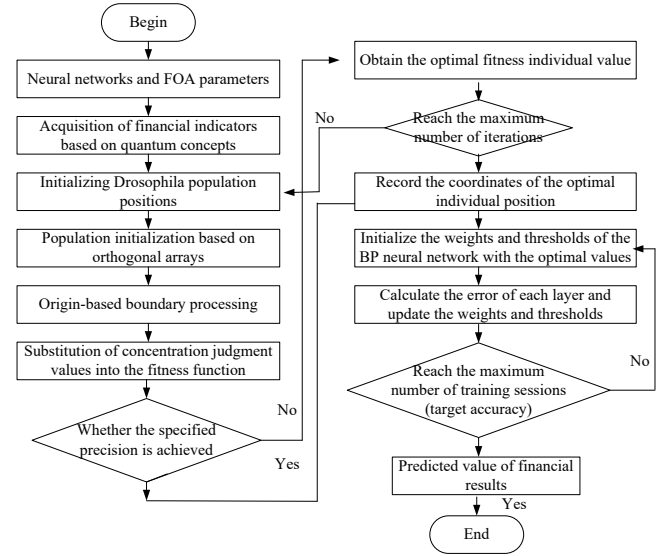 Begin
Neural networks and FOA parameters
Acquisition of financial indicators
based on quantum concepts
Initializing Drosophila population
positions
Population initialization based on
orthogonal arrays
Origin-based boundary processing
Substitution of concentration judgment
values into the fitness function
Whether the specified
precision is achieved
No
Yes
Obtain the optimal fitness individual value
Reach the maximum
number of iterations
No
Record the coordinates of the optimal
individual position
Initialize the weights and thresholds of the
BP neural network with the optimal values
Calculate the error of each layer and
update the weights and thresholds
Reach the maximum
number of training sessions
(target accuracy)
No
Predicted value of financial
results
Yes
End